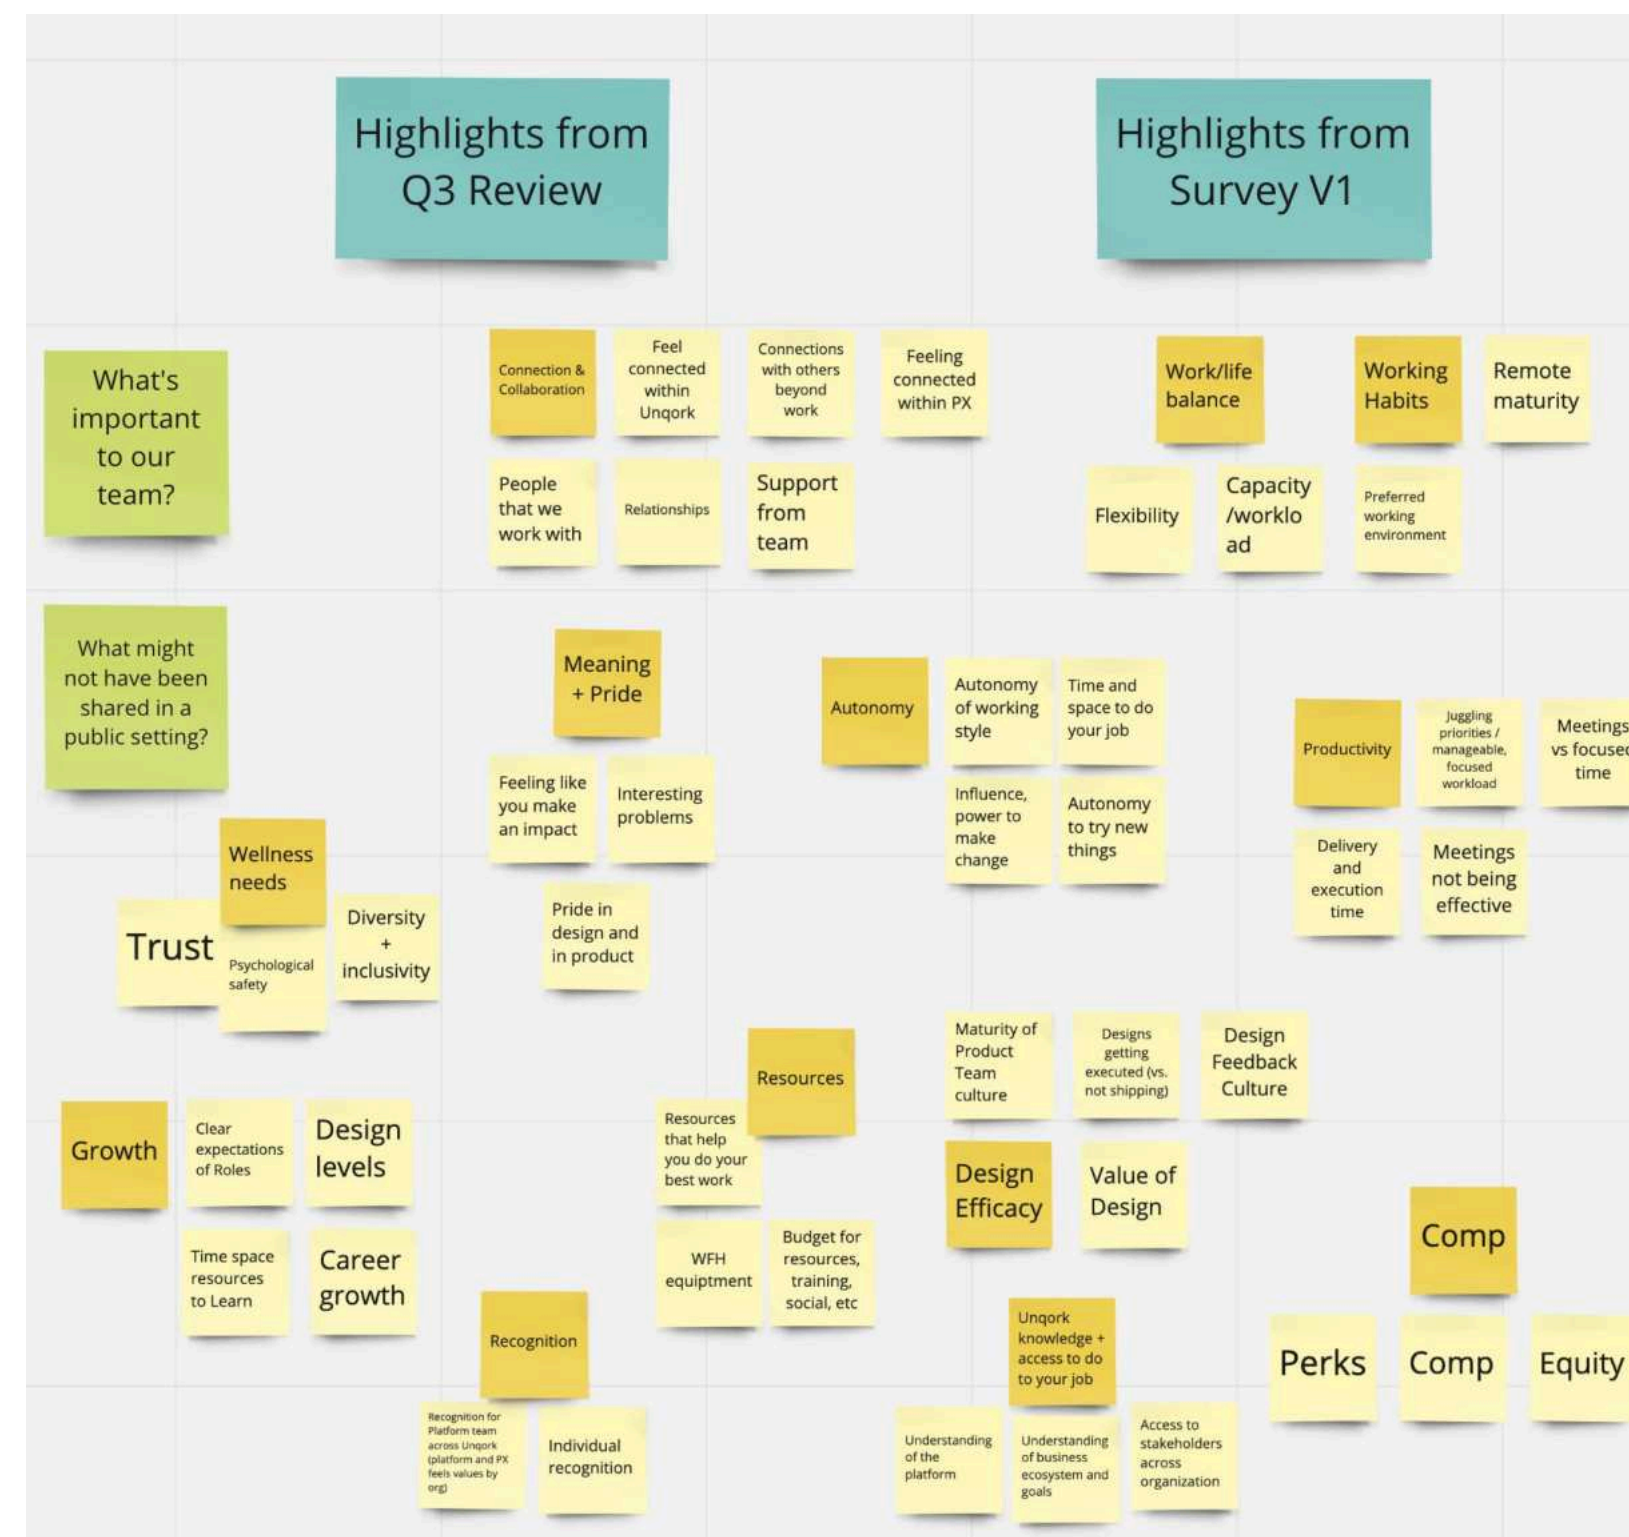 Highlights from
Q3 Review
Highlights from
Survey V1
What's
important
to our
team?
Connection &
Collaboration
Feel
connected
within
Unqork
Connections
with others
beyond
work
Feeling
connected
within PX
People
that we
work with
Relationships
Support
from
team
Work/life
balance
Flexibility
Capacity
/worklo
ad
Working
Habits
Remote
maturity
Preferred
working
environment
What might
not have been
shared in a
public setting?
Meaning
+ Pride
Feeling like
you make
an impact
Interesting
problems
Pride in
design and
in product
Autonomy
Autonomy
of working
style
Time and
space to do
your job
Influence,
power to
make
change
Autonomy
to try new
things
Productivity
Juggling
priorities /
manageable,
focused
workload
Meetings
vs focused
time
Delivery
and
execution
time
Meetings
not being
effective
Wellness
needs
Trust
Psychological
safety
Diversity
+
inclusivity
Resources
Resources
that help
you do your
best work
WFH
equiptment
Budget for
resources,
training,
social, etc
Maturity of
Product
Team
culture
Designs
getting
executed (vs.
not shipping)
Design
Feedback
Culture
Design
Efficacy
Value of
Design
Growth
Clear
expectations
of Roles
Design
levels
Time space
resources
to Learn
Career
growth
Recognition
Recognition for
Platform team
across Unqork
(platform and PX
feels values by
org)
Individual
recognition
Unqork
knowledge +
access to do
to your job
Understanding
of the
platform
Understanding
of business
ecosystem and
goals
Access to
stakeholders
across
organization
Comp
Perks
Comp
Equity